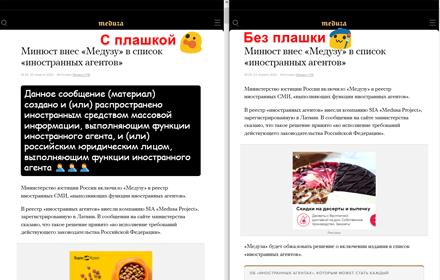 meduza
С плашкой
Минюст внес «Медузу» в список
«иностранных агентов»
Данное сообщение (материал)
создано и (или) распространено
иностранным средством массовой
информации, выполняющим функции
иностранного агента, и (или)
российским юридическим лицом,
выполняющим функции иностранного
агента
Министерство юстиции России включило «Медузу» в реестр
иностранных СМИ, «выполняющих функции иностранных агентов».
В реестр «иностранных агентов» внесли компанию SIA «Medusa Project»,
зарегистрированную в Латвии. В сообщении на сайте министерства
сказано, что такое решение принято «во исполнение требований
действующего законодательства Российской Федерации».
meduza
Без плашки
Минюст внес «Медузу» в список
«иностранных агентов»
Министерство юстиции России включило «Медузу» в реестр
иностранных СМИ, «выполняющих функции иностранных агентов».
В реестр «иностранных агентов» внесли компанию SIA «Medusa Project»,
зарегистрированную в Латвии. В сообщении на сайте министерства
сказано, что такое решение принято «во исполнение требований
действующего законодательства Российской Федерации».
Скидки на десерты и выпечку
«Медуза» будет обжаловать решение о включении издания в список
«иностранных агентов».
ОБ «ИНОСТРАННЫХ АГЕНТАХ», КОТОРЫМ МОЖЕТ СТАТЬ КАЖДЫЙ